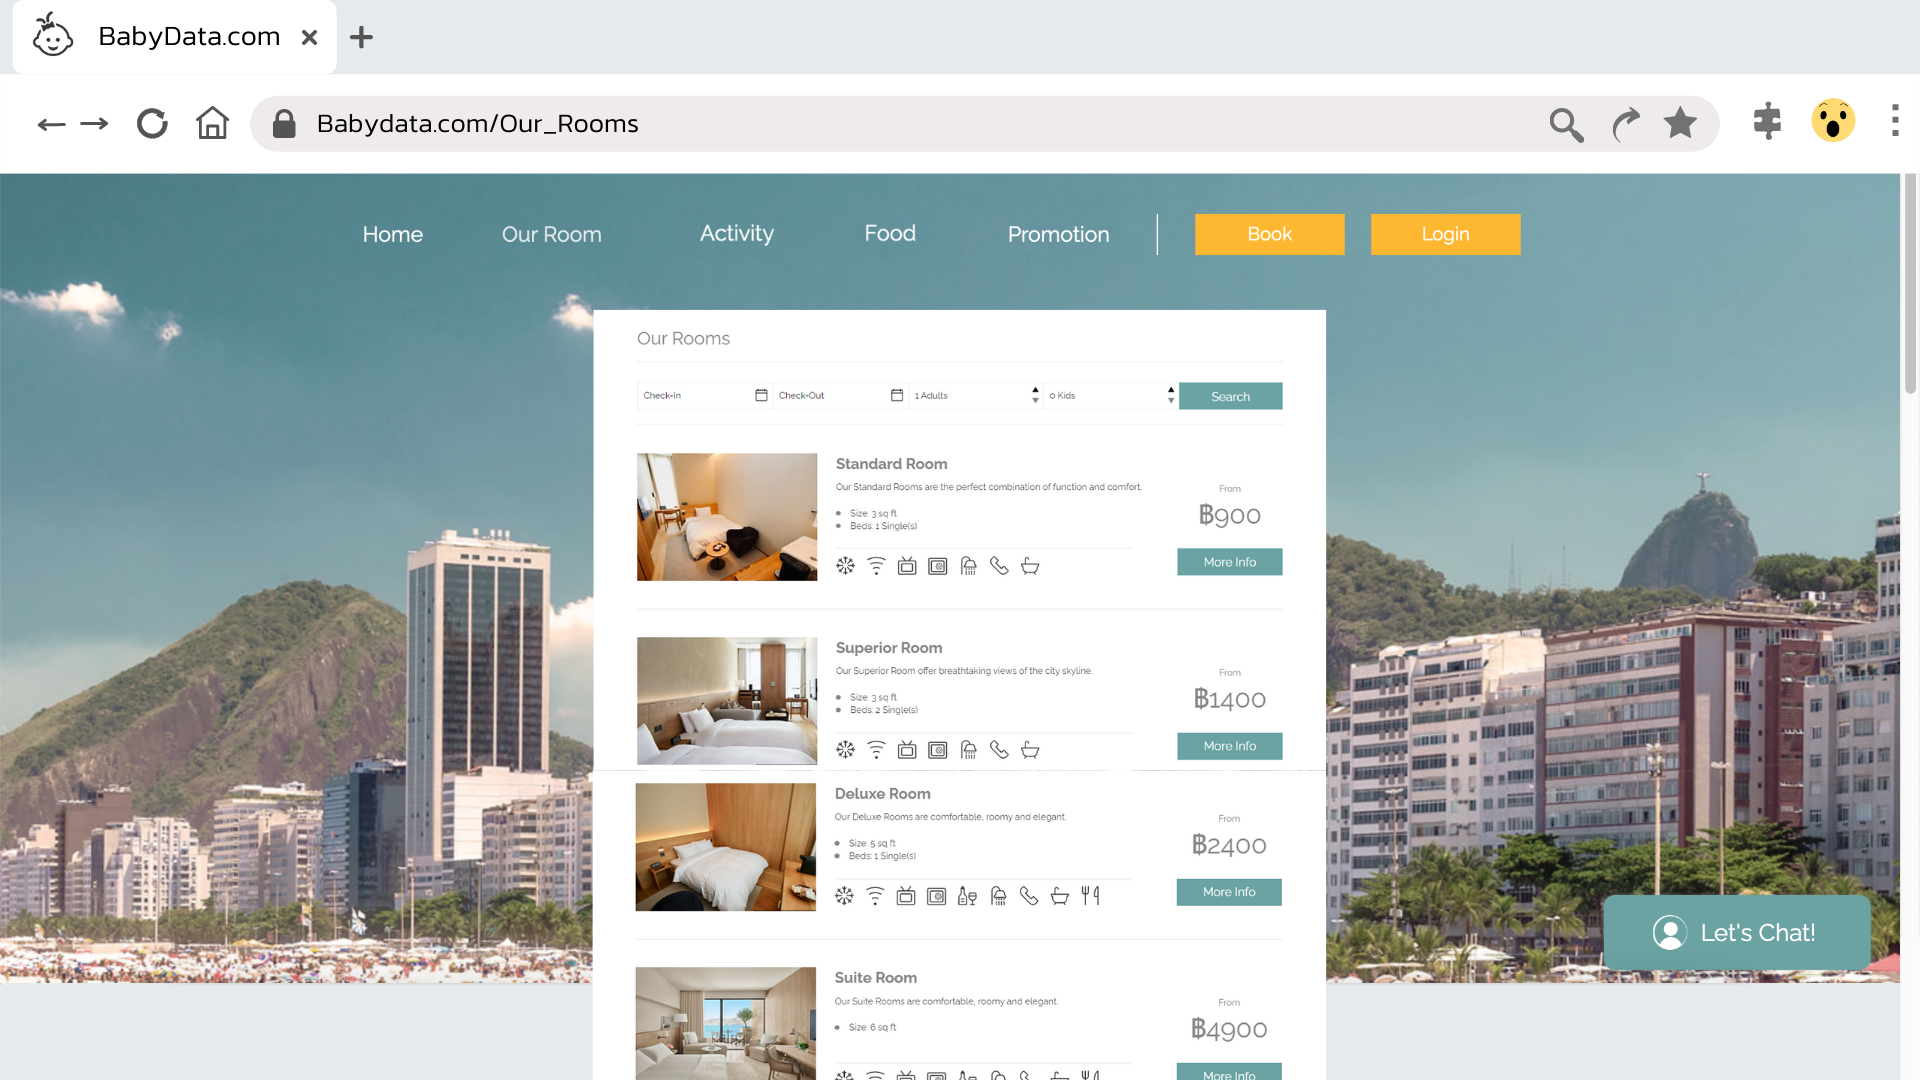 BabyData.com
Babydata.com/Our_Rooms
Home Our Room Activity Food Promotion Book Login
Our Rooms
Check-In Check-Out 1 Adults 0 Kids Search
Standard Room
Our Standard Rooms are the perfect combination of function and comfort.
Size: 3 sq ft
Beds: 1 Single(s)
From
฿900
More Info
Superior Room
Our Superior Room offer breathtaking views of the city skyline.
Size: 3 sq ft
Beds: 2 Single(s)
From
฿1400
More Info
Deluxe Room
Our Deluxe Rooms are comfortable, roomy and elegant.
Size: 5 sq ft
Beds: 1 Single(s)
From
฿2400
More Info
Suite Room
Our Suite Rooms are comfortable, roomy and elegant.
Size: 6 sq ft
From
฿4900
More Info
Let's Chat!